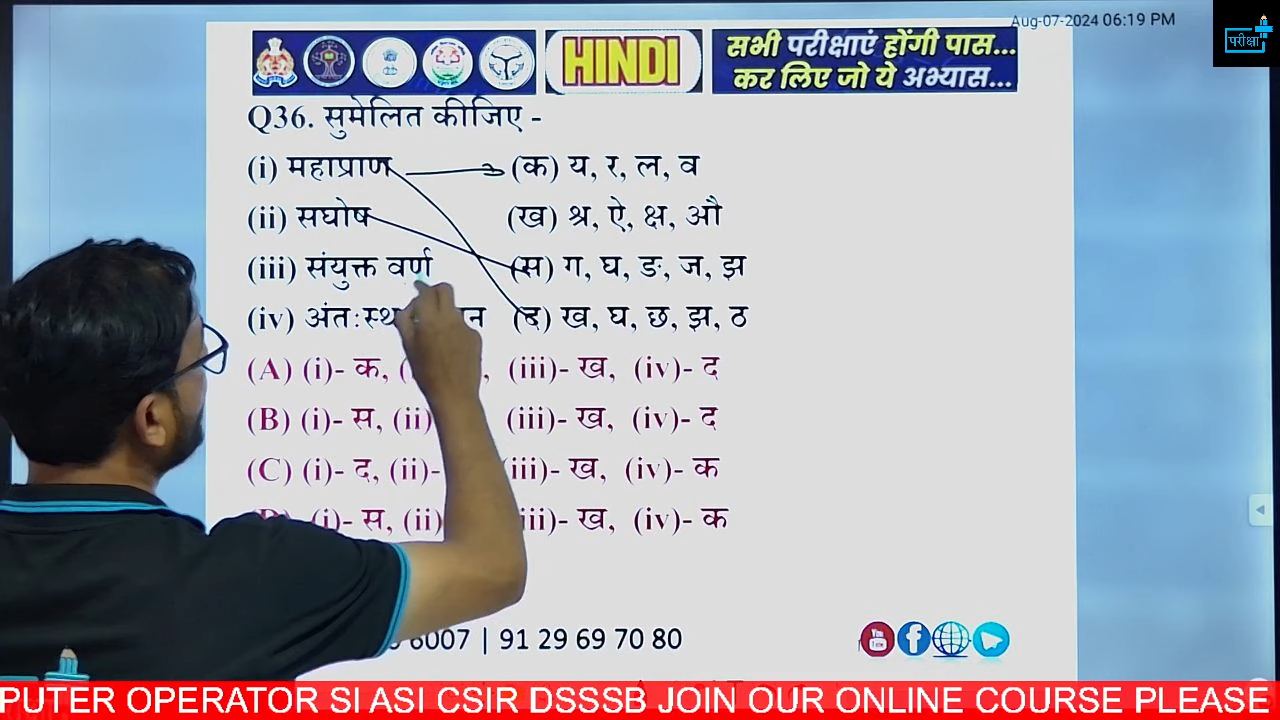 Aug-07-2024 06:19 PM
परीक्षा
HINDI
सभी परीक्षाएं होंगी पास...
कर लिए जो ये अभ्यास...
Q36. सुमेलित कीजिए -
(i) महाप्राण (क) य, र, ल, व
(ii) सघोष (ख) श्र, ऐ, क्ष, औ
(iii) संयुक्त वर्ण (स) ग, घ, ङ, ज, झ
(iv) अंतःस्थ (द) ख, घ, छ, झ, ठ
(A) (i)- क, (iii)- ख, (iv)- द
(B) (i)- स, (ii) (iii)- ख, (iv)- द
(C) (i)- द, (ii)- (iii)- ख, (iv)- क
(i)- स, (ii) (iii)- ख, (iv)- क
6007 | 91 29 69 70 80
PUTER OPERATOR SI ASI CSIR DSSSB JOIN OUR ONLINE COURSE PLEASE